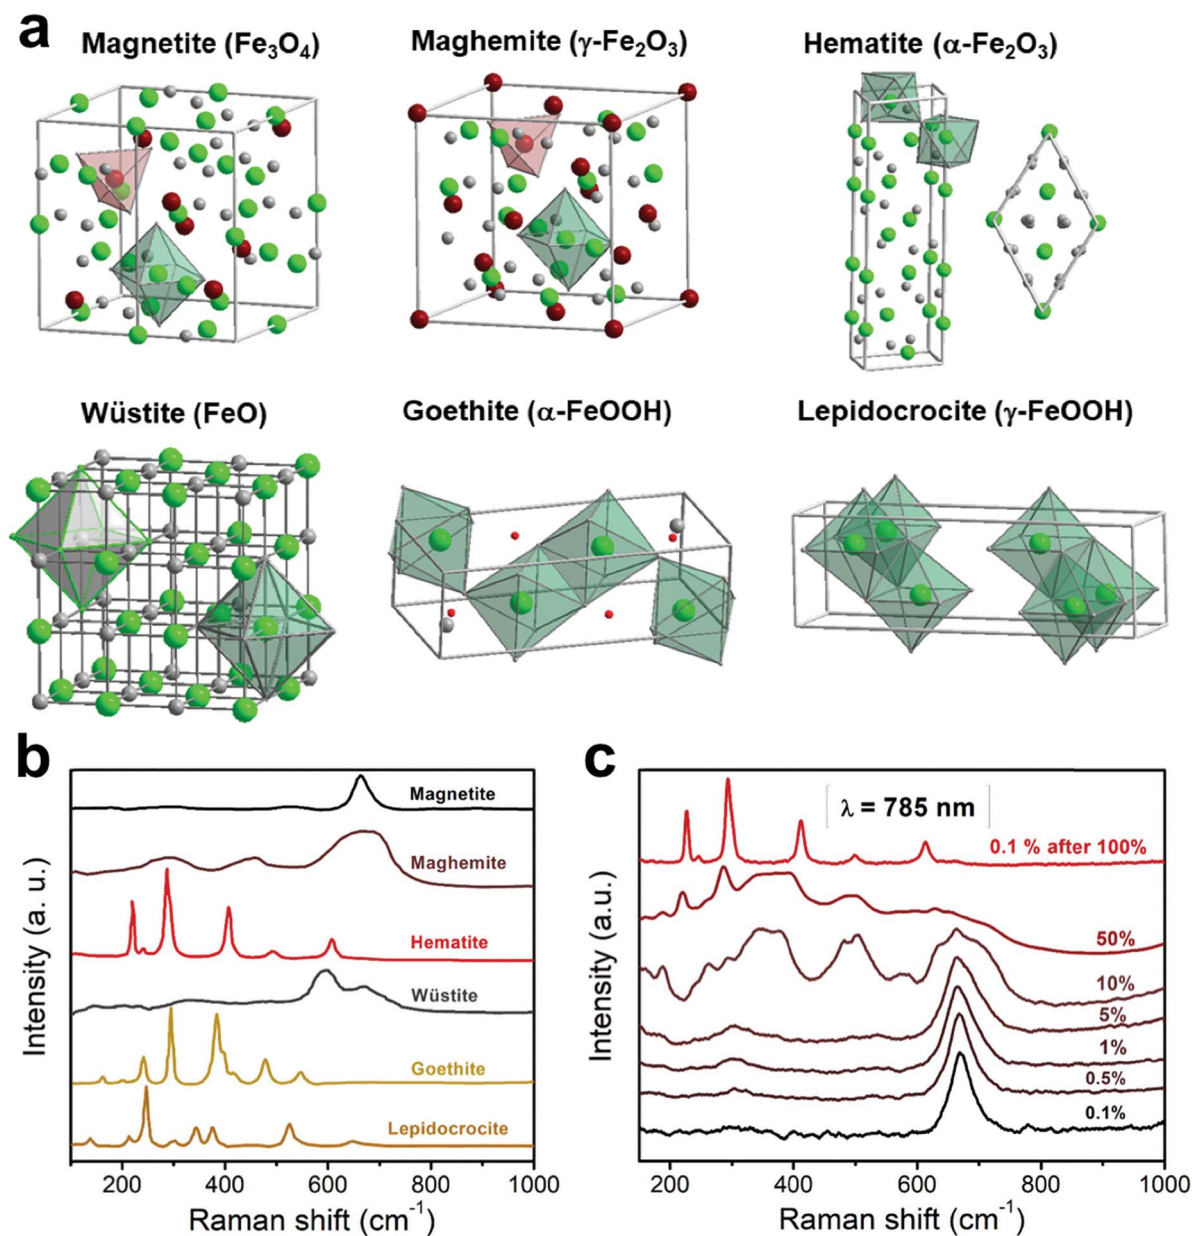 a
Magnetite (Fe₃O₄)
Maghemite (γ-Fe₂O₃)
Hematite (α-Fe₂O₃)
Wüstite (FeO)
Goethite (α-FeOOH)
Lepidocrocite (γ-FeOOH)
b
Magnetite
Maghemite
Hematite
Wüstite
Goethite
Lepidocrocite
Intensity (a. u.)
200 400 600 800 1000
Raman shift (cm⁻¹)
c
λ = 785 nm
0.1 % after 100%
50%
10%
5%
1%
0.5%
0.1%
Intensity (a.u.)
200 400 600 800 1000
Raman shift (cm⁻¹)